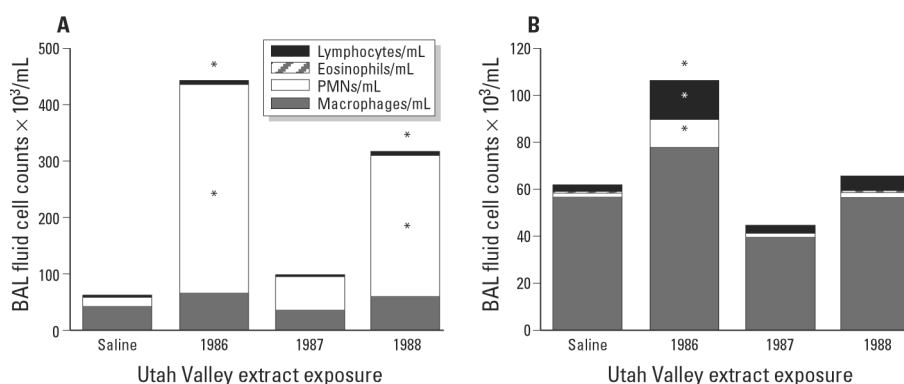 A
BAL fluid cell counts × 10³/mL
500
400
300
200
100
0
Lymphocytes/mL
Eosinophils/mL
PMNs/mL
Macrophages/mL
*
*
*
*
Saline
1986
1987
1988
Utah Valley extract exposure
B
BAL fluid cell counts × 10³/mL
120
100
80
60
40
20
0
*
*
*
Saline
1986
1987
1988
Utah Valley extract exposure